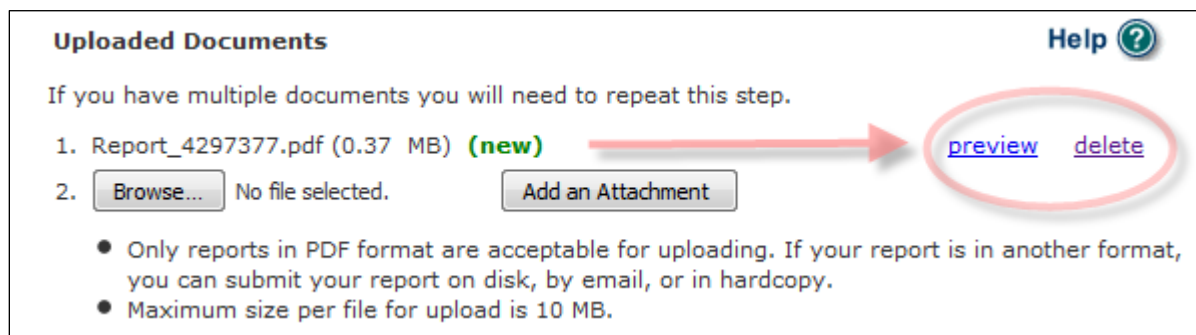 Uploaded Documents
Help ?
If you have multiple documents you will need to repeat this step.
1. Report_4297377.pdf (0.37 MB) (new) preview delete
2. Browse... No file selected. Add an Attachment
● Only reports in PDF format are acceptable for uploading. If your report is in another format,
you can submit your report on disk, by email, or in hardcopy.
● Maximum size per file for upload is 10 MB.